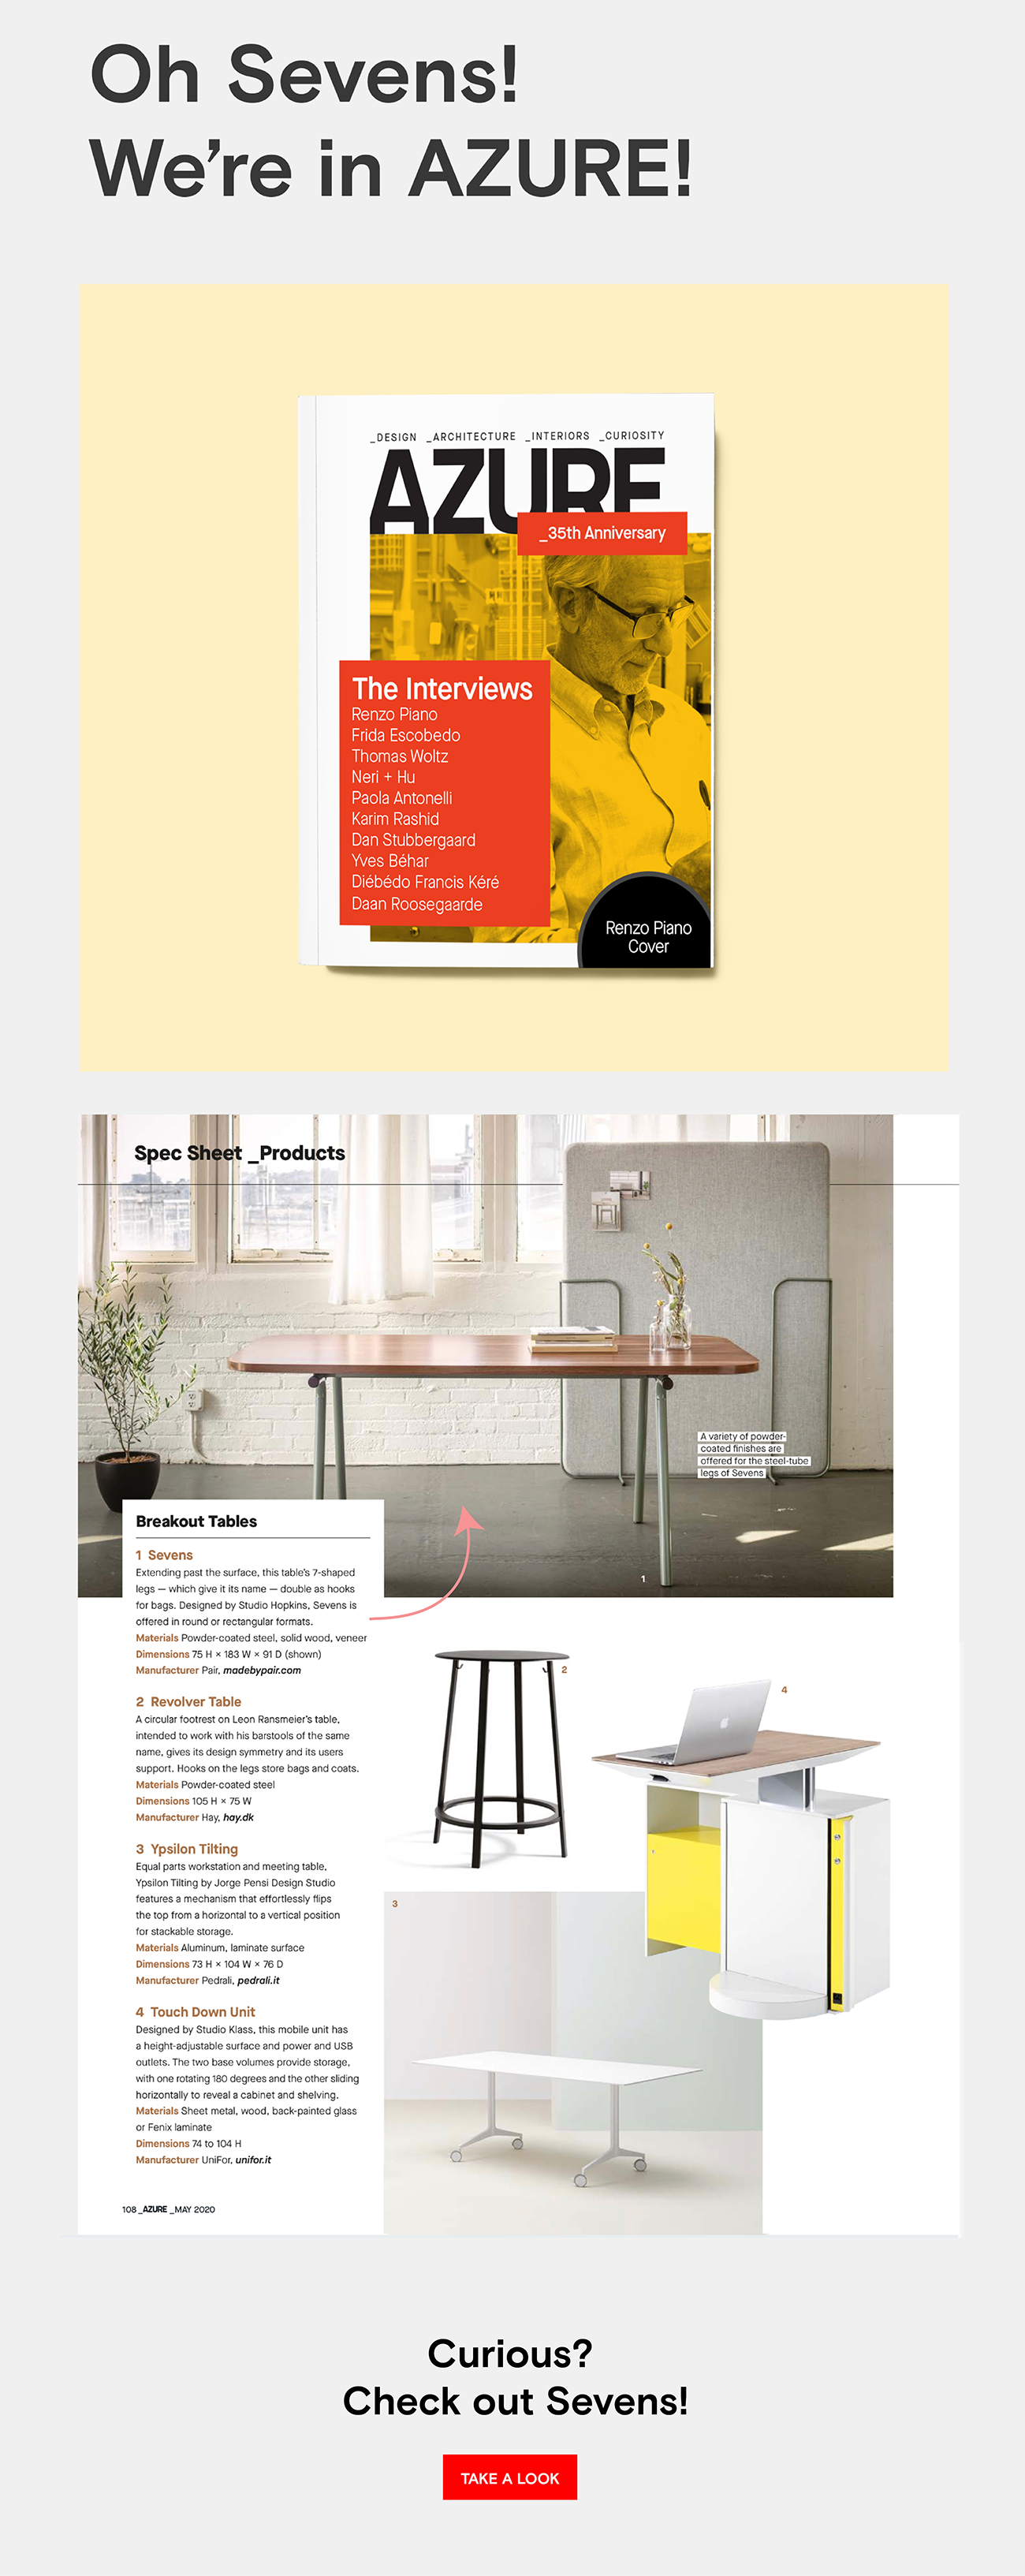 Oh Sevens!
We're in AZURE!
_DESIGN _ARCHITECTURE _INTERIORS _CURIOSITY
AZURE
_35th Anniversary
The Interviews
Renzo Piano
Frida Escobedo
Thomas Woltz
Neri + Hu
Paola Antonelli
Karim Rashid
Dan Stubbergaard
Yves Béhar
Diébédo Francis Kéré
Daan Roosegaarde
Renzo Piano
Cover
Spec Sheet _Products
A variety of powder-
coated finishes are
offered for the steel-tube
legs of Sevens
1
Breakout Tables
1 Sevens
Extending past the surface, this table's 7-shaped
legs — which give it its name — double as hooks
for bags. Designed by Studio Hopkins, Sevens is
offered in round or rectangular formats.
Materials Powder-coated steel, solid wood, veneer
Dimensions 75 H × 183 W × 91 D (shown)
Manufacturer Pair, madebypair.com
2 Revolver Table
A circular footrest on Leon Ransmeier's table,
intended to work with his barstools of the same
name, gives its design symmetry and its users
support. Hooks on the legs store bags and coats.
Materials Powder-coated steel
Dimensions 105 H × 75 W
Manufacturer Hay, hay.dk
3 Ypsilon Tilting
Equal parts workstation and meeting table,
Ypsilon Tilting by Jorge Pensi Design Studio
features a mechanism that effortlessly flips
the top from a horizontal to a vertical position
for stackable storage.
Materials Aluminum, laminate surface
Dimensions 73 H × 104 W × 76 D
Manufacturer Pedrali, pedrali.it
4 Touch Down Unit
Designed by Studio Klass, this mobile unit has
a height-adjustable surface and power and USB
outlets. The two base volumes provide storage,
with one rotating 180 degrees and the other sliding
horizontally to reveal a cabinet and shelving.
Materials Sheet metal, wood, back-painted glass
or Fenix laminate
Dimensions 74 to 104 H
Manufacturer UniFor, unifor.it
2
4
3
108 _AZURE _MAY 2020
Curious?
Check out Sevens!
TAKE A LOOK